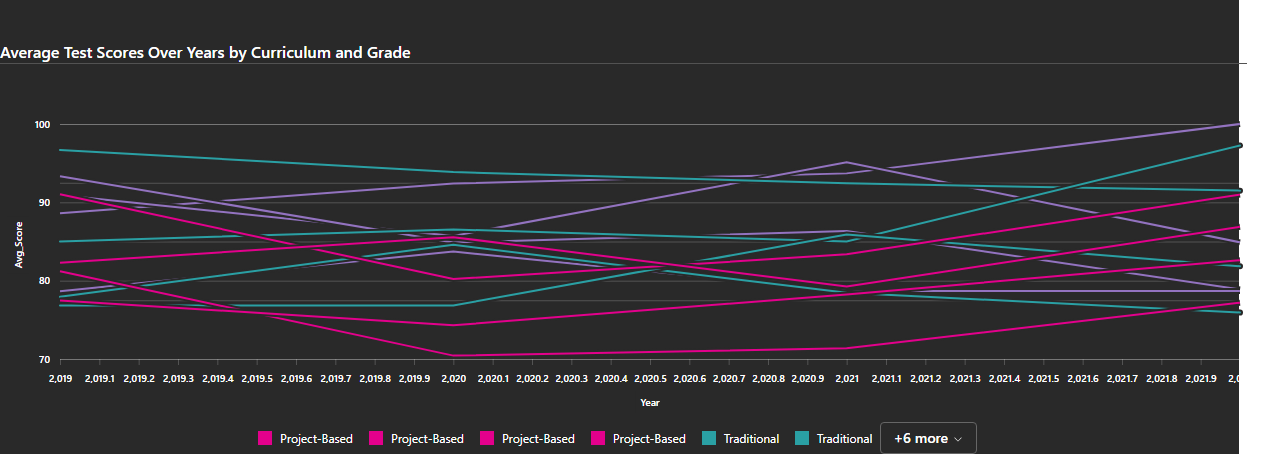 Average Test Scores Over Years by Curriculum and Grade
100
90
Avg_Score
80
70
2,019 2,019.1 2,019.2 2,019.3 2,019.4 2,019.5 2,019.6 2,019.7 2,019.8 2,019.9 2,020 2,020.1 2,020.2 2,020.3 2,020.4 2,020.5 2,020.6 2,020.7 2,020.8 2,020.9 2,021 2,021.1 2,021.2 2,021.3 2,021.4 2,021.5 2,021.6 2,021.7 2,021.8 2,021.9
Year
Project-Based Project-Based Project-Based Project-Based Traditional Traditional +6 more